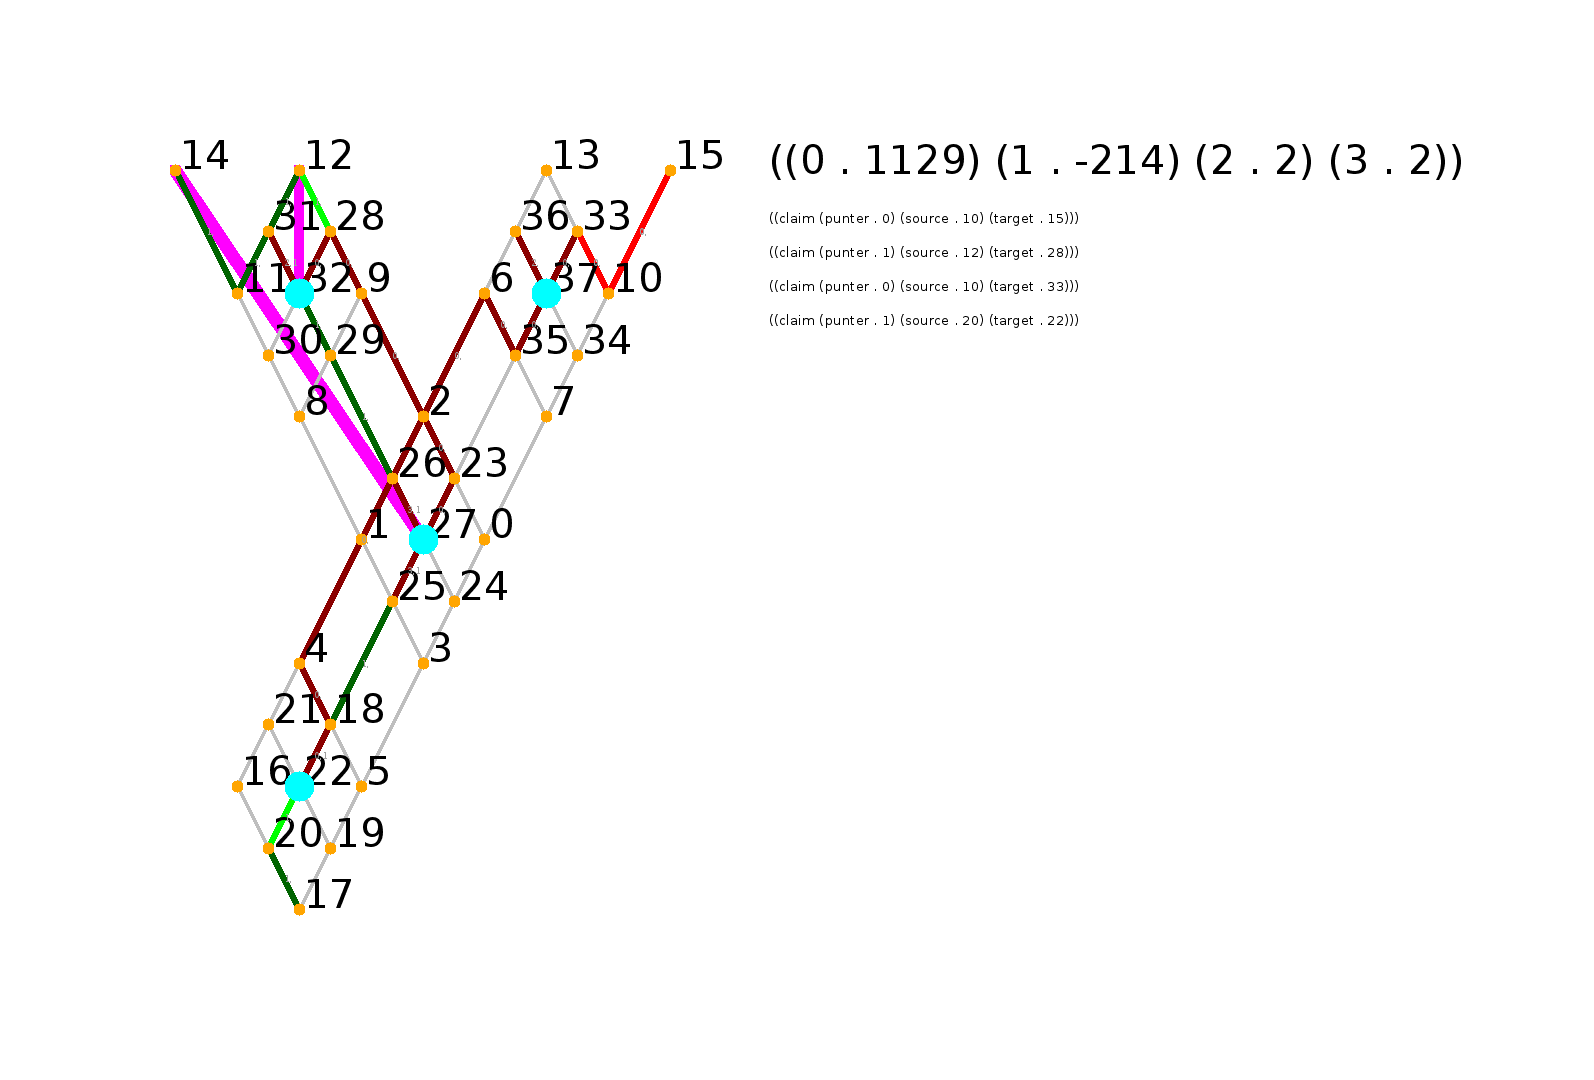 14 12 13 15 ((0 . 1129) (1 . -214) (2 . 2) (3 . 2))
31 28 36 33 ((claim (punter . 0) (source . 10) (target . 15)))
((claim (punter . 1) (source . 12) (target . 28)))
11 32 9 6 37 10 ((claim (punter . 0) (source . 10) (target . 33)))
((claim (punter . 1) (source . 20) (target . 22)))
30 29 35 34
8 2 7
26 23
1 27 0
25 24
4 3
21 18
16 22 5
20 19
17